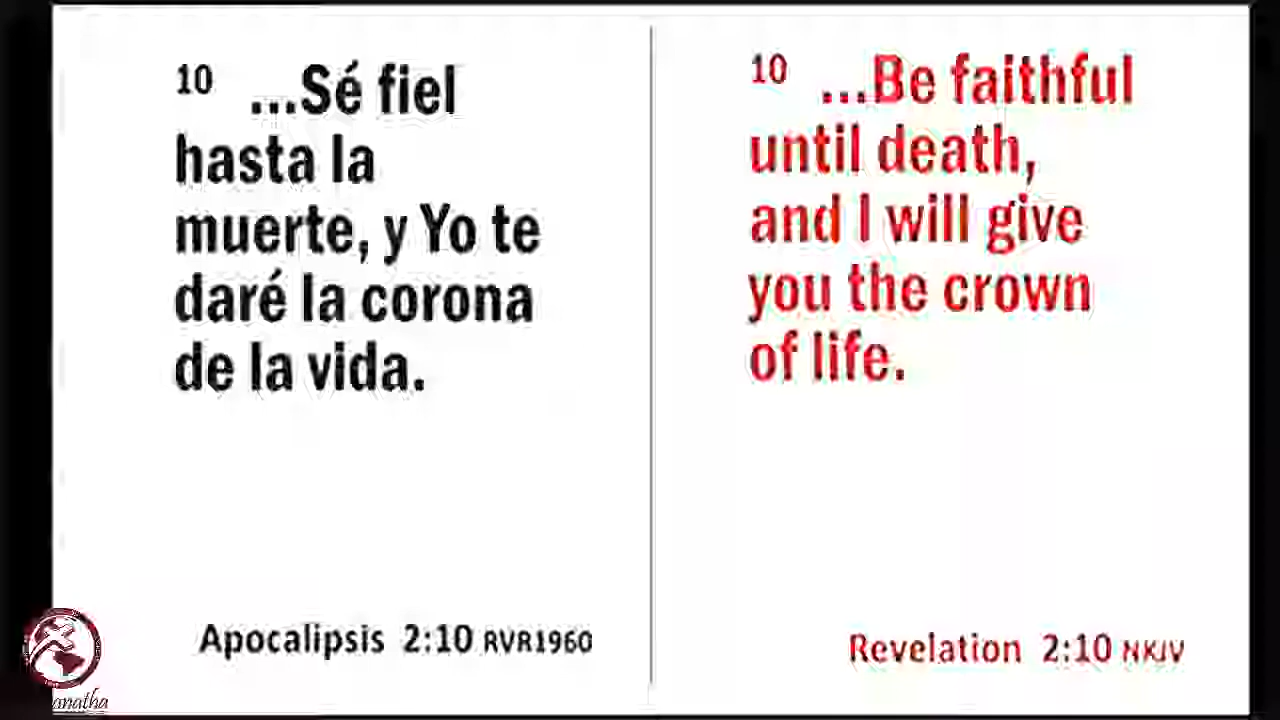 10 ...Sé fiel
hasta la
muerte, y Yo te
daré la corona
de la vida.
Apocalipsis 2:10 RVR1960
10 ...Be faithful
until death,
and I will give
you the crown
of life.
Revelation 2:10 NKJV